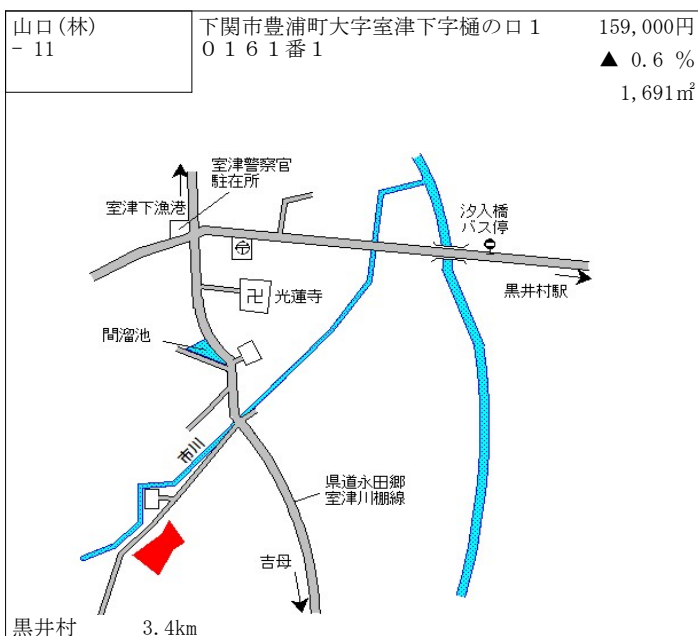 山口(林)
- 11
下関市豊浦町大字室津下字樋の口1
0161番1
159,000円
▲ 0.6 %
1,691㎡
室津警察官
駐在所
室津下漁港
汐入橋
バス停
黒井村駅
卍 光蓮寺
間溜池
市川
県道永田郷
室津川棚線
吉母
黒井村 3.4km